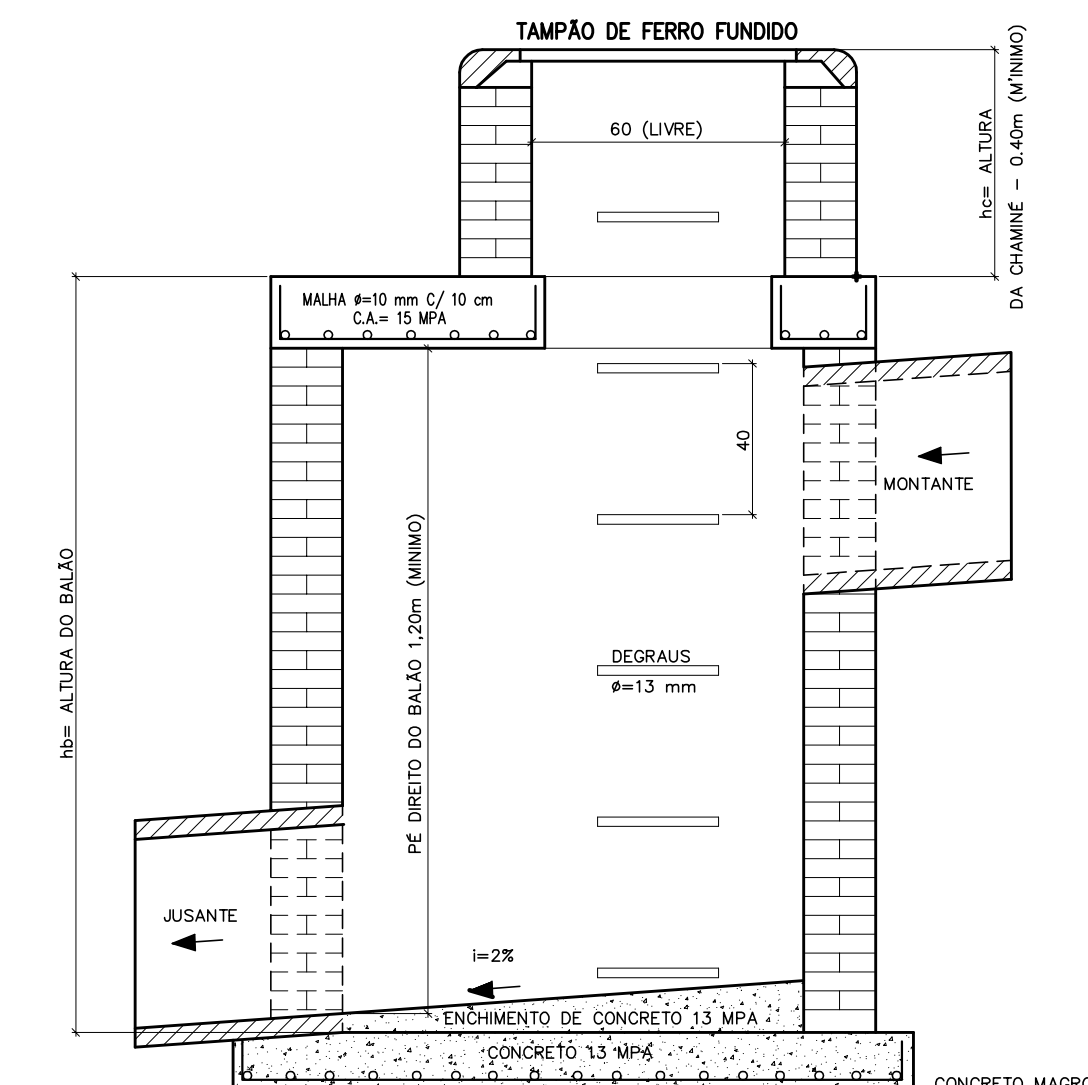 TAMPÃO DE FERRO FUNDIDO
60 (LIVRE)
hc= ALTURA
DA CHAMINÉ - 0.40m (M'INIMO)
MALHA ø=10 mm C/ 10 cm
C.A.= 15 MPA
40
MONTANTE
hb= ALTURA DO BALÃO
PÉ DIREITO DO BALÃO 1,20m (MINIMO)
DEGRAUS
ø=13 mm
JUSANTE
i=2%
ENCHIMENTO DE CONCRETO 13 MPA
CONCRETO 13 MPA
CONCRETO